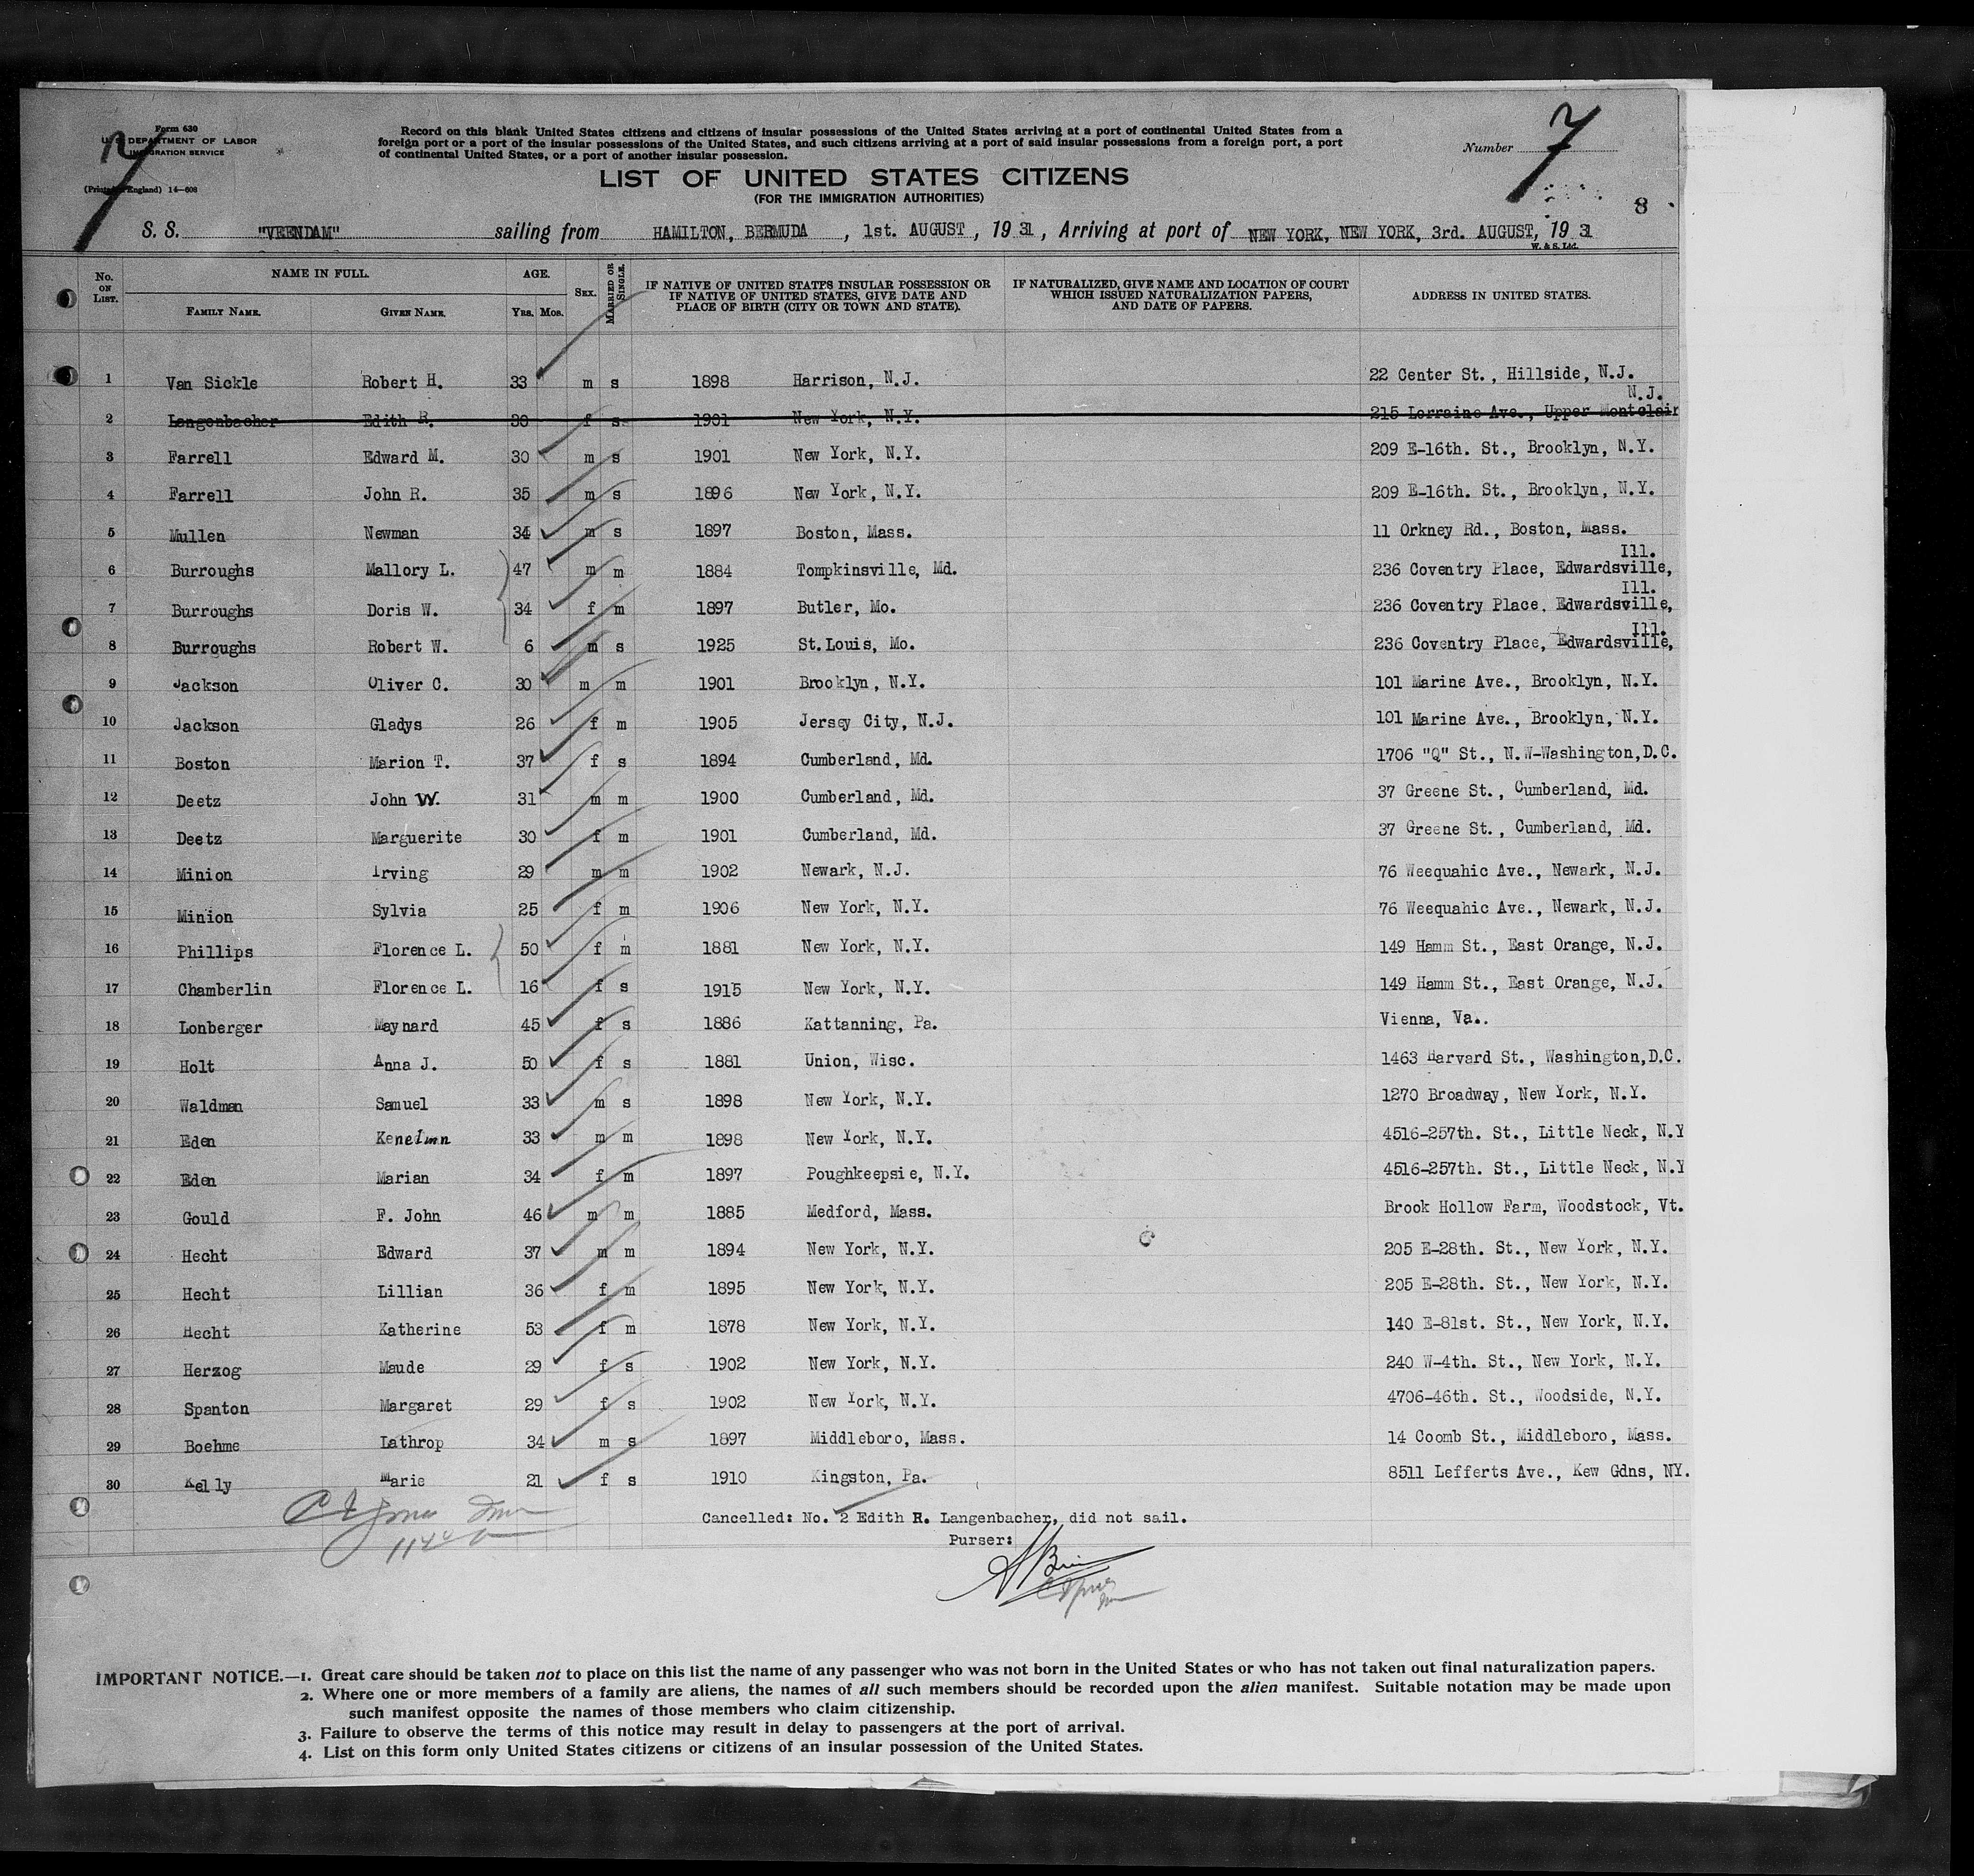 Form 630
U. S. DEPARTMENT OF LABOR
IMMIGRATION SERVICE
(Printed in England) 14—608
Record on this blank United States citizens and citizens of insular possessions of the United States arriving at a port of continental United States from a
foreign port or a port of the insular possessions of the United States, and such citizens arriving at a port of said insular possessions from a foreign port, a port
of continental United States, or a port of another insular possession.
Number 7
LIST OF UNITED STATES CITIZENS
(FOR THE IMMIGRATION AUTHORITIES)
8
S. S. "VEENDAM" sailing from HAMILTON, BERMUDA , 1st. AUGUST , 19 31 , Arriving at port of NEW YORK, NEW YORK, 3rd. AUGUST, 19 31
W. & S. Ltd.
No. ON LIST. NAME IN FULL. AGE. SEX. MARRIED OR SINGLE. IF NATIVE OF UNITED STATES INSULAR POSSESSION OR IF NATIVE OF UNITED STATES, GIVE DATE AND PLACE OF BIRTH (CITY OR TOWN AND STATE). IF NATURALIZED, GIVE NAME AND LOCATION OF COURT WHICH ISSUED NATURALIZATION PAPERS, AND DATE OF PAPERS. ADDRESS IN UNITED STATES.
FAMILY NAME. GIVEN NAME. YRS. MOS.
1 Van Sickle Robert H. 33 m s 1898 Harrison, N.J. 22 Center St., Hillside, N.J.
N.J.
2 Langenbacher Edith R. 30 f s 1901 New York, N.Y. 215 Lorraine Ave., Upper Montclair
3 Farrell Edward M. 30 m s 1901 New York, N.Y. 209 E-16th. St., Brooklyn, N.Y.
4 Farrell John R. 35 m s 1896 New York, N.Y. 209 E-16th. St., Brooklyn, N.Y.
5 Mullen Newman 34 m s 1897 Boston, Mass. 11 Orkney Rd., Boston, Mass.
Ill.
6 Burroughs Mallory L. 47 m m 1884 Tompkinsville, Md. 236 Coventry Place, Edwardsville,
Ill.
7 Burroughs Doris W. 34 f m 1897 Butler, Mo. 236 Coventry Place. Edwardsville,
Ill.
8 Burroughs Robert W. 6 m s 1925 St.Louis, Mo. 236 Coventry Place, Edwardsville,
9 Jackson Oliver C. 30 m m 1901 Brooklyn, N.Y. 101 Marine Ave., Brooklyn, N.Y.
10 Jackson Gladys 26 f m 1905 Jersey City, N.J. 101 Marine Ave., Brooklyn, N.Y.
11 Boston Marion T. 37 f s 1894 Cumberland, Md. 1706 "Q" St., N.W-Washington,D.C.
12 Deetz John W. 31 m m 1900 Cumberland, Md. 37 Greene St., Cumberland, Md.
13 Deetz Marguerite 30 f m 1901 Cumberland, Md. 37 Greene St., Cumberland, Md.
14 Minion Irving 29 m m 1902 Newark, N.J. 76 Weequahic Ave., Newark, N.J.
15 Minion Sylvia 25 f m 1906 New York, N.Y. 76 Weequahic Ave., Newark, N.J.
16 Phillips Florence L. 50 f m 1881 New York, N.Y. 149 Hamm St., East Orange, N.J.
17 Chamberlin Florence L. 16 f s 1915 New York, N.Y. 149 Hamm St., East Orange, N.J.
18 Lonberger Maynard 45 f s 1886 Kattanning, Pa. Vienna, Va..
19 Holt Anna J. 50 f s 1881 Union, Wisc. 1463 Harvard St., Washington,D.C.
20 Waldman Samuel 33 m s 1898 New York, N.Y. 1270 Broadway, New York, N.Y.
21 Eden Kenelmn 33 m m 1898 New York, N.Y. 4516-257th. St., Little Neck, N.Y
22 Eden Marian 34 f m 1897 Poughkeepsie, N.Y. 4516-257th. St., Little Neck, N.Y
23 Gould F. John 46 m m 1885 Medford, Mass. Brook Hollow Farm, Woodstock, Vt.
24 Hecht Edward 37 m m 1894 New York, N.Y. 205 E-28th. St., New York, N.Y.
25 Hecht Lillian 36 f m 1895 New York, N.Y. 205 E-28th. St., New York, N.Y.
26 Hecht Katherine 53 f m 1878 New York, N.Y. 140 E-81st. St., New York, N.Y.
27 Herzog Maude 29 f s 1902 New York, N.Y. 240 W-4th. St., New York, N.Y.
28 Spanton Margaret 29 f s 1902 New York, N.Y. 4706-46th. St., Woodside, N.Y.
29 Boehme Lathrop 34 m s 1897 Middleboro, Mass. 14 Coomb St., Middleboro, Mass.
30 Kelly Marie 21 f s 1910 Kingston, Pa. 8511 Lefferts Ave., Kew Gdns, NY.
Cancelled: No. 2 Edith R. Langenbacher, did not sail.
Purser:
IMPORTANT NOTICE.—1. Great care should be taken not to place on this list the name of any passenger who was not born in the United States or who has not taken out final naturalization papers.
2. Where one or more members of a family are aliens, the names of all such members should be recorded upon the alien manifest. Suitable notation may be made upon
such manifest opposite the names of those members who claim citizenship.
3. Failure to observe the terms of this notice may result in delay to passengers at the port of arrival.
4. List on this form only United States citizens or citizens of an insular possession of the United States.